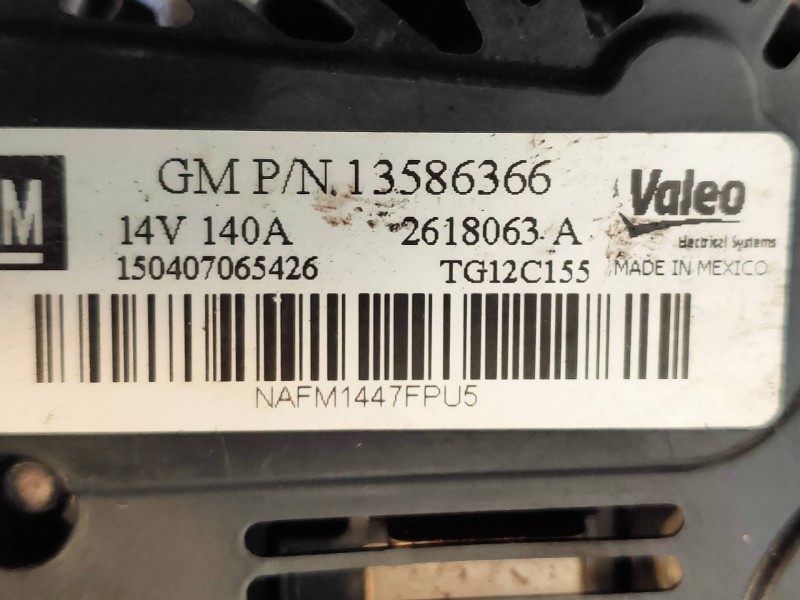 M
GM P/N 13586366
14V 140A 2618063 A
150407065426 TG12C155
Valeo
Electrical Systems
MADE IN MEXICO
NAFM1447FPU5